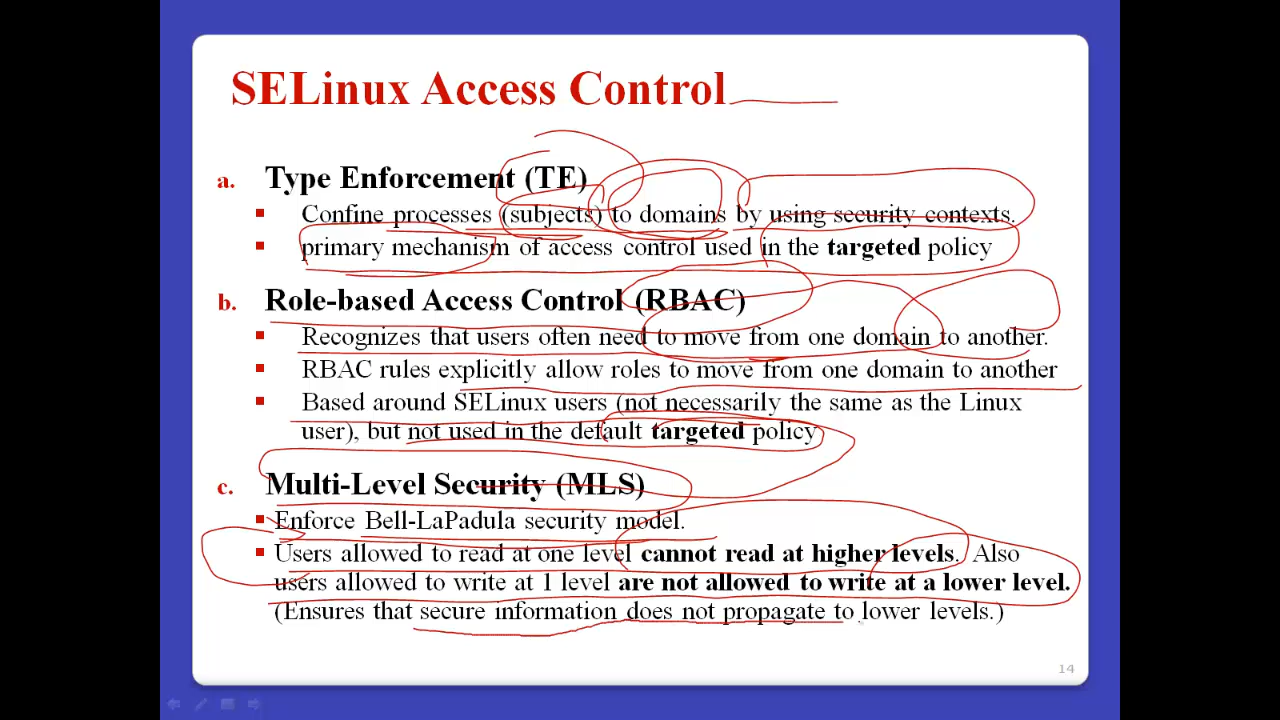 SELinux Access Control
a. Type Enforcement (TE)
Confine processes (subjects) to domains by using security contexts.
primary mechanism of access control used in the targeted policy
b. Role-based Access Control (RBAC)
Recognizes that users often need to move from one domain to another.
RBAC rules explicitly allow roles to move from one domain to another
Based around SELinux users (not necessarily the same as the Linux
user), but not used in the default targeted policy
c. Multi-Level Security (MLS)
Enforce Bell-LaPadula security model.
Users allowed to read at one level cannot read at higher levels. Also
users allowed to write at 1 level are not allowed to write at a lower level.
(Ensures that secure information does not propagate to lower levels.)
14